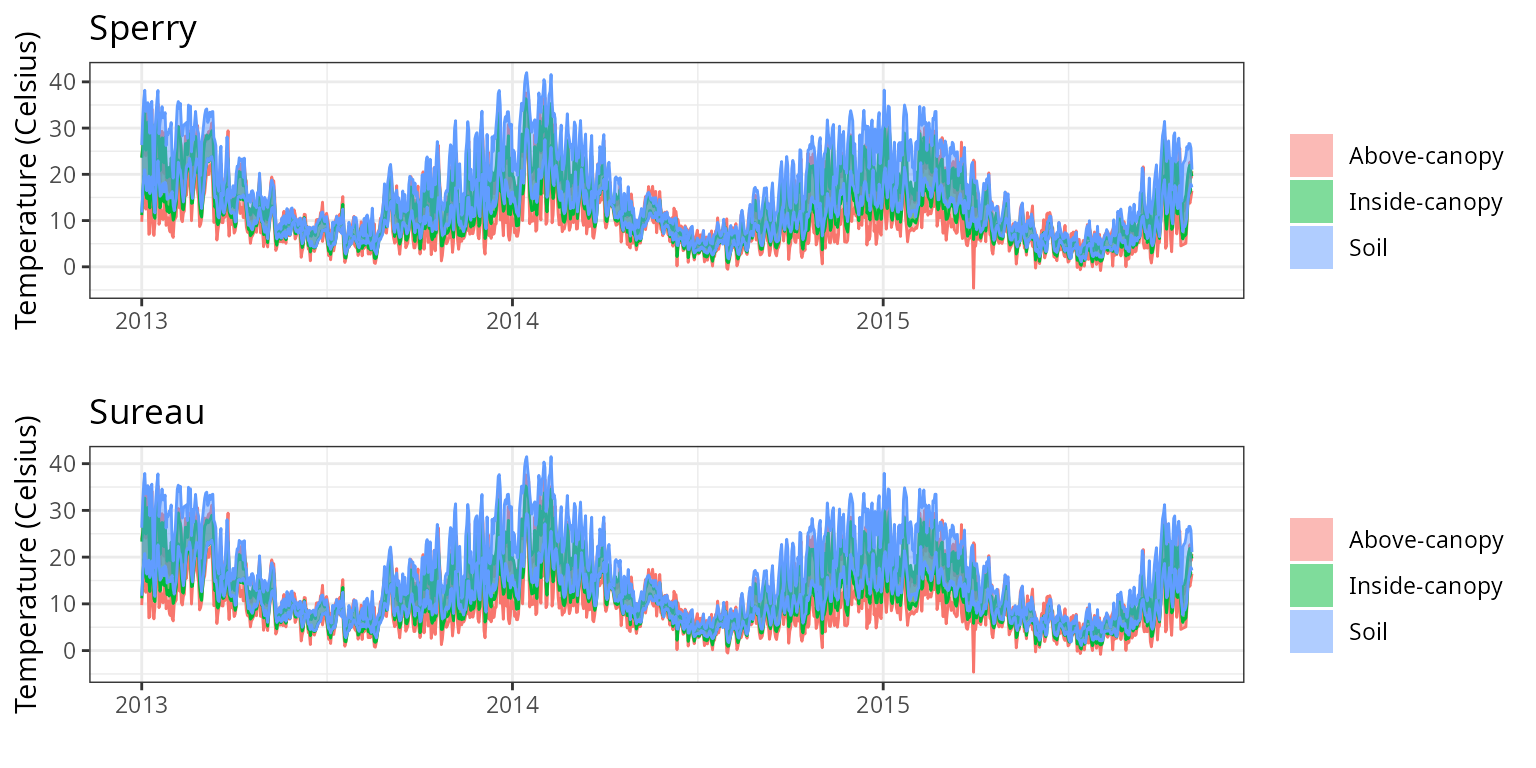 Sperry
Temperature (Celsius)
40
30
20
10
0
2013 2014 2015
Above-canopy
Inside-canopy
Soil
Sureau
Temperature (Celsius)
40
30
20
10
0
2013 2014 2015
Above-canopy
Inside-canopy
Soil